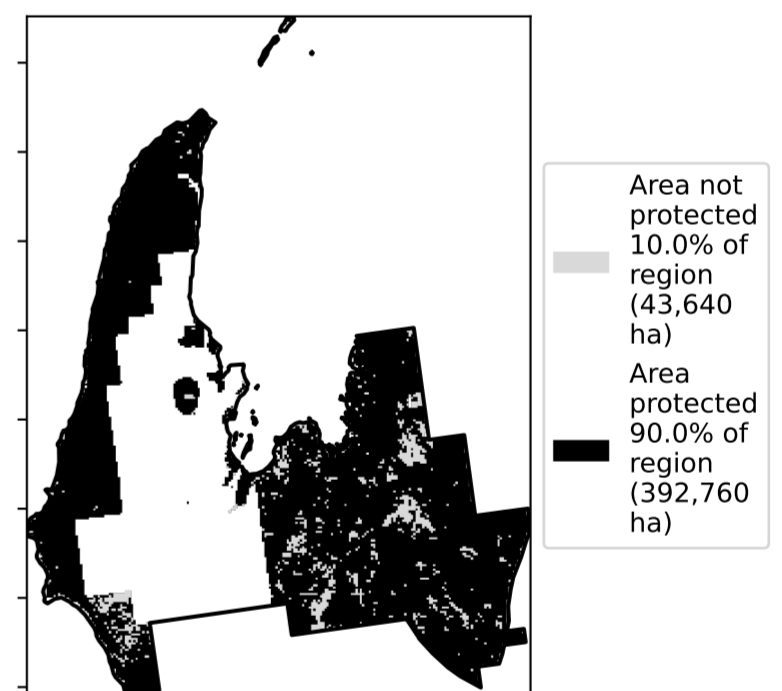 Area not
protected
10.0% of
region
(43,640
ha)
Area
protected
90.0% of
region
(392,760
ha)